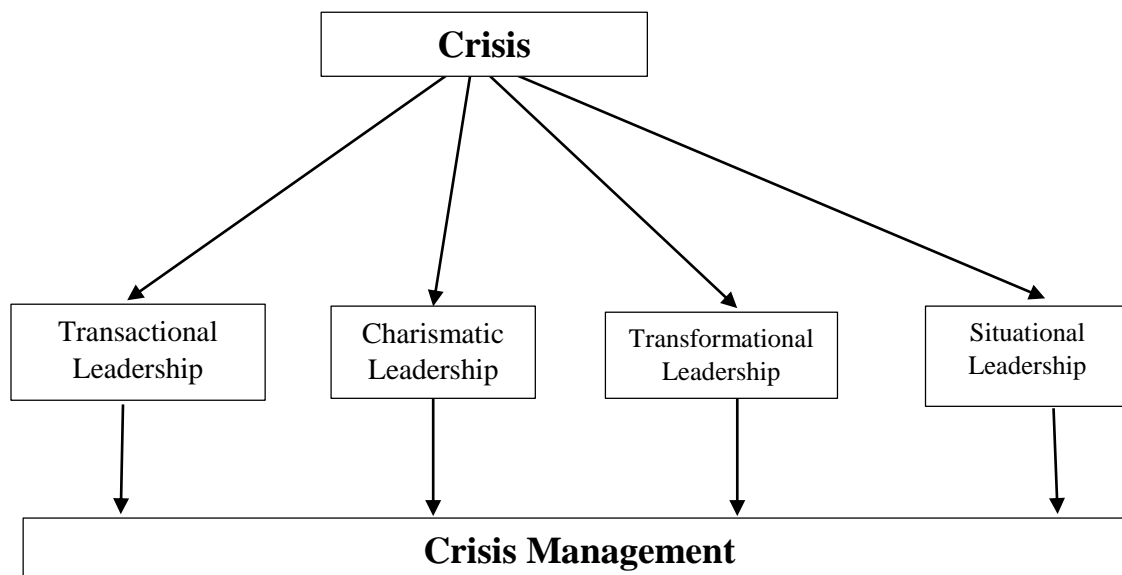 Crisis
Transactional
Leadership
Charismatic
Leadership
Transformational
Leadership
Situational
Leadership
Crisis Management